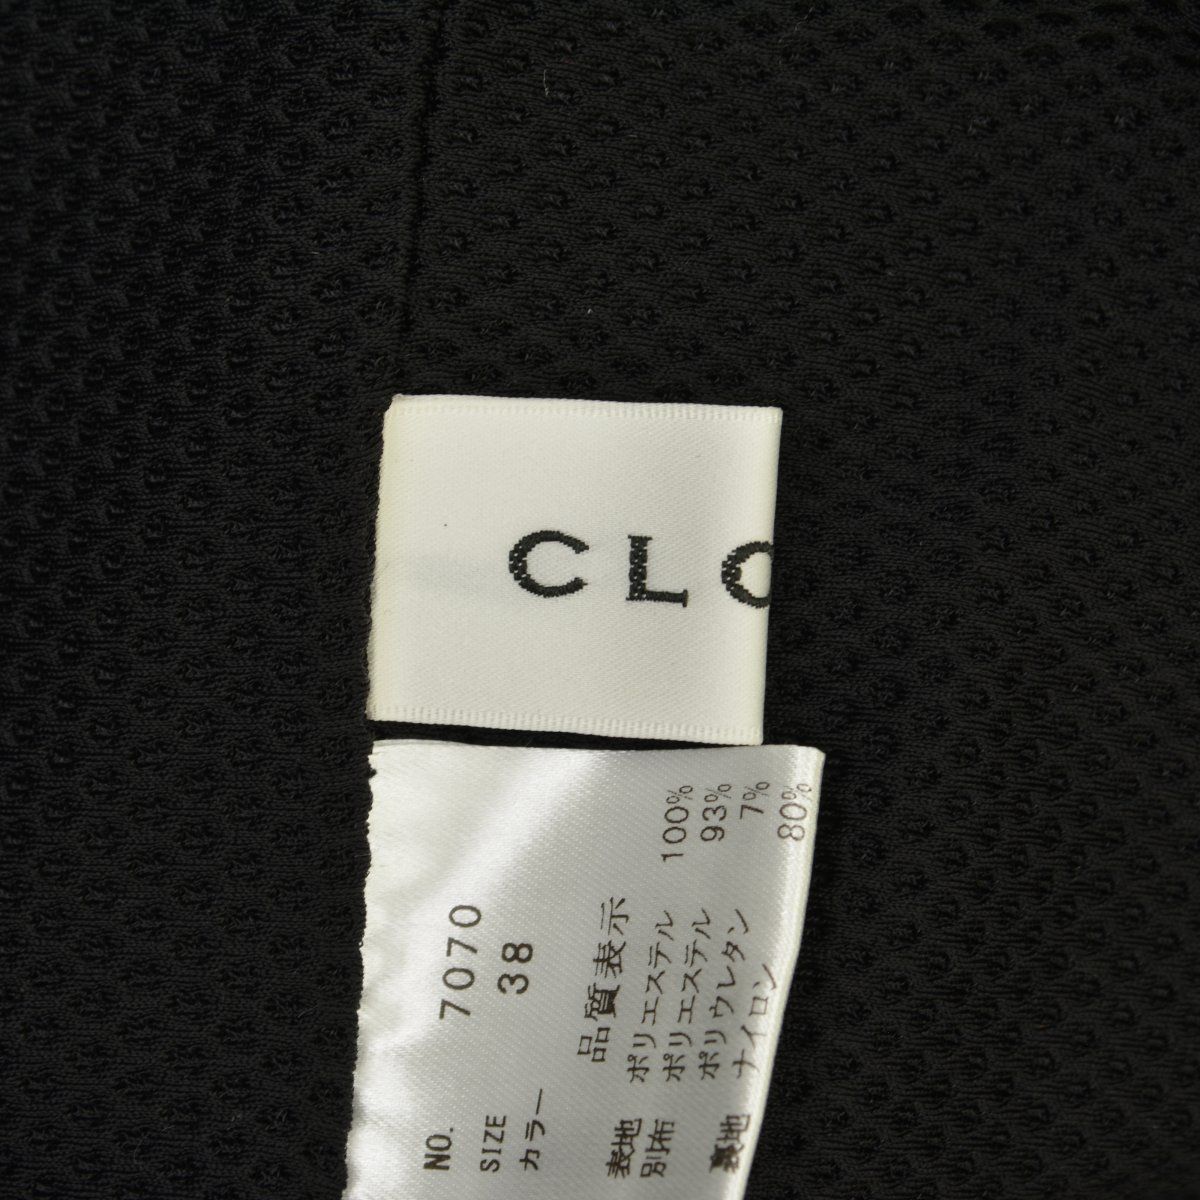 CLO
NO. 7070
SIZE 38
カラー
品質表示
表地 ポリエステル 100%
別布 ポリエステル 93%
ポリウレタン 7%
裏地 ナイロン 80%